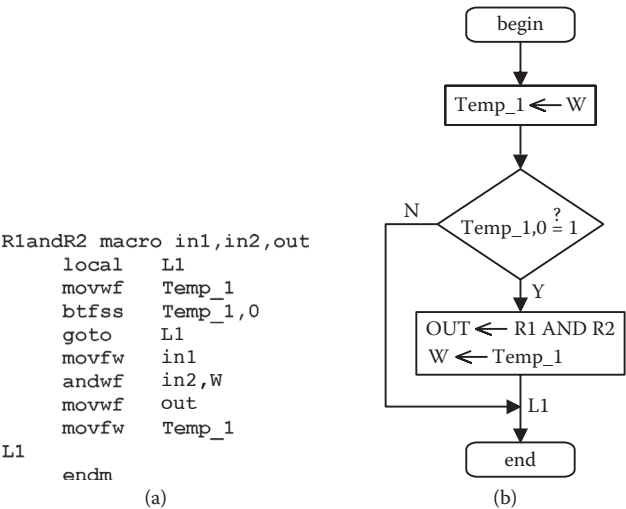 R1andR2 macro in1,in2,out
local L1
movwf Temp_1
btfss Temp_1,0
goto L1
movfw in1
andwf in2,W
movwf out
movfw Temp_1
L1
endm
(a)
begin
Temp_1 ← W
N
Temp_1,0 ≟ 1
Y
OUT ← R1 AND R2
W ← Temp_1
L1
end
(b)